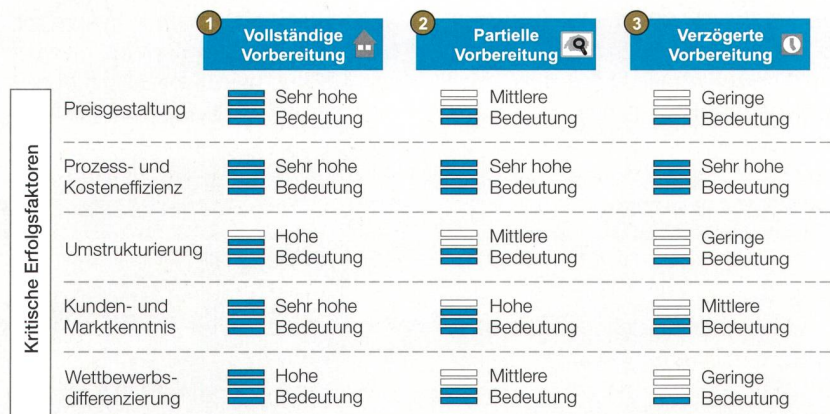 1
Vollständige
Vorbereitung
2
Partielle
Vorbereitung
3
Verzögerte
Vorbereitung
Kritische Erfolgsfaktoren
Preisgestaltung
Sehr hohe
Bedeutung
Mittlere
Bedeutung
Geringe
Bedeutung
Prozess- und
Kosteneffizienz
Sehr hohe
Bedeutung
Sehr hohe
Bedeutung
Sehr hohe
Bedeutung
Umstrukturierung
Hohe
Bedeutung
Mittlere
Bedeutung
Geringe
Bedeutung
Kunden- und
Marktkenntnis
Sehr hohe
Bedeutung
Hohe
Bedeutung
Mittlere
Bedeutung
Wettbewerbs-
differenzierung
Hohe
Bedeutung
Mittlere
Bedeutung
Geringe
Bedeutung